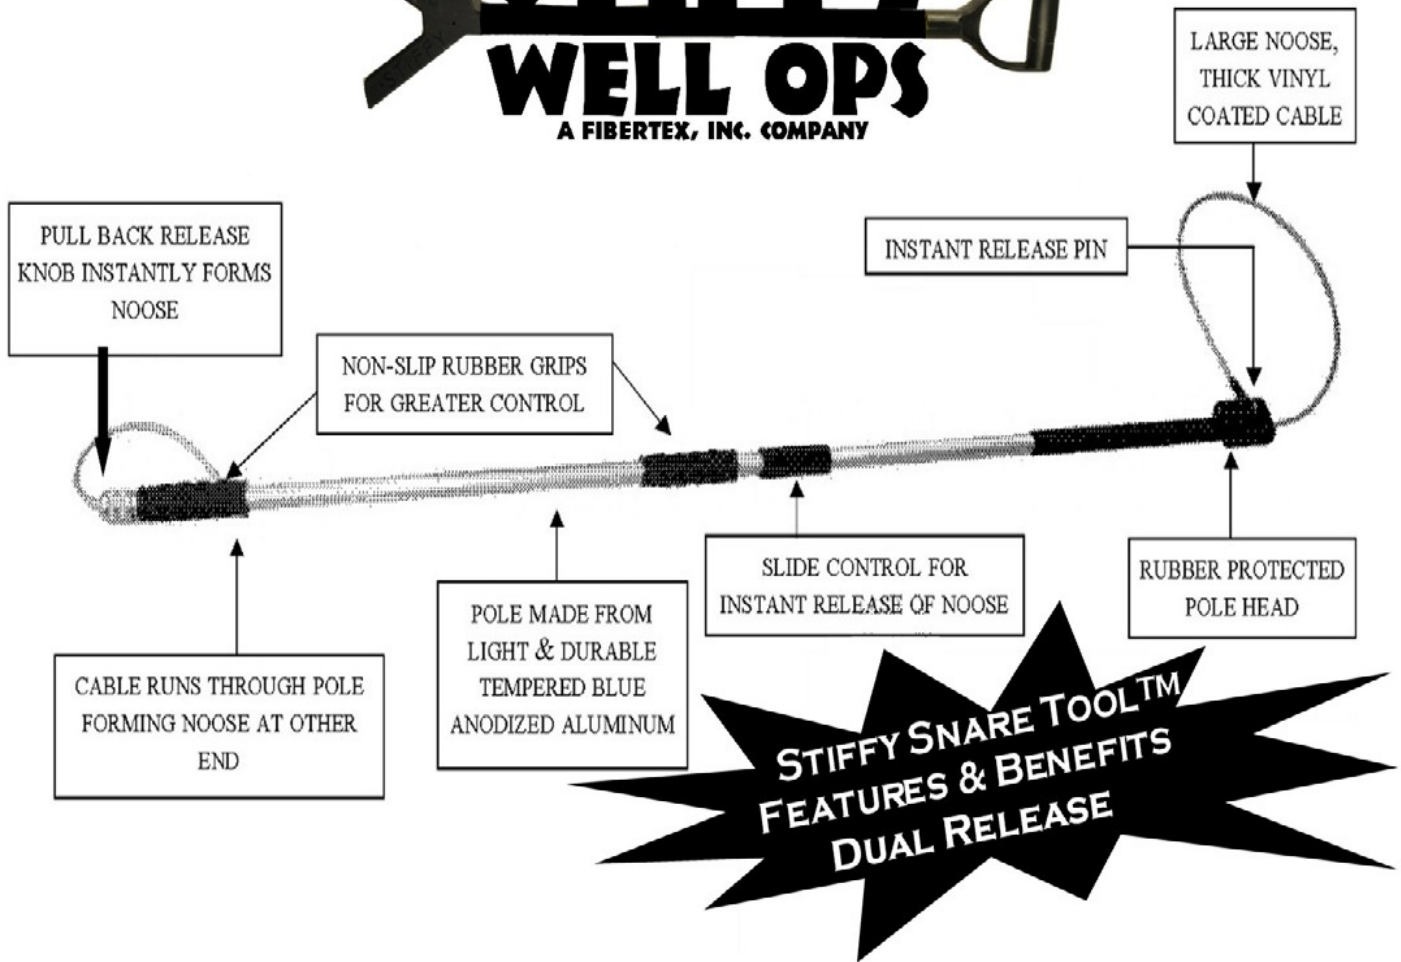 STIFFY
WELL OPS
A FIBERTEX, INC. COMPANY
LARGE NOOSE,
THICK VINYL
COATED CABLE
PULL BACK RELEASE
KNOB INSTANTLY FORMS
NOOSE
INSTANT RELEASE PIN
NON-SLIP RUBBER GRIPS
FOR GREATER CONTROL
SLIDE CONTROL FOR
INSTANT RELEASE OF NOOSE
RUBBER PROTECTED
POLE HEAD
POLE MADE FROM
LIGHT & DURABLE
TEMPERED BLUE
ANODIZED ALUMINUM
CABLE RUNS THROUGH POLE
FORMING NOOSE AT OTHER
END
STIFFY SNARE TOOL™
FEATURES & BENEFITS
DUAL RELEASE